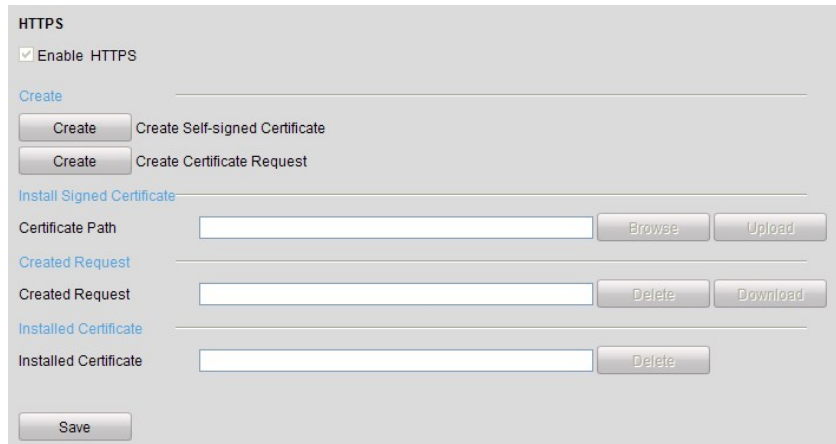 HTTPS
Enable HTTPS
Create
Create Create Self-signed Certificate
Create Create Certificate Request
Install Signed Certificate
Certificate Path Browse Upload
Created Request
Created Request Delete Download
Installed Certificate
Installed Certificate Delete
Save